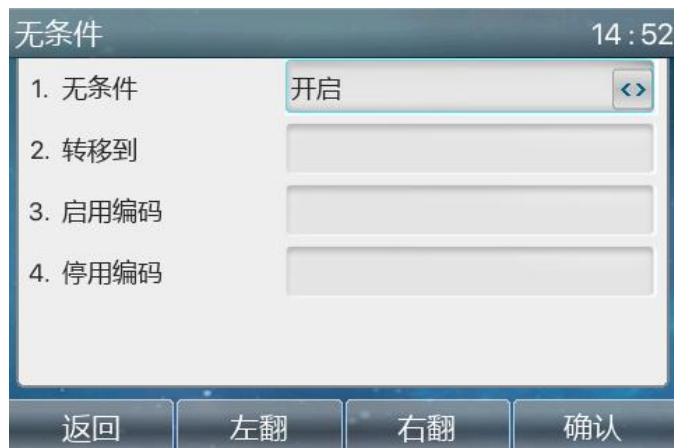 无条件 14:52
1. 无条件 开启
2. 转移到
3. 启用编码
4. 停用编码
返回 左翻 右翻 确认